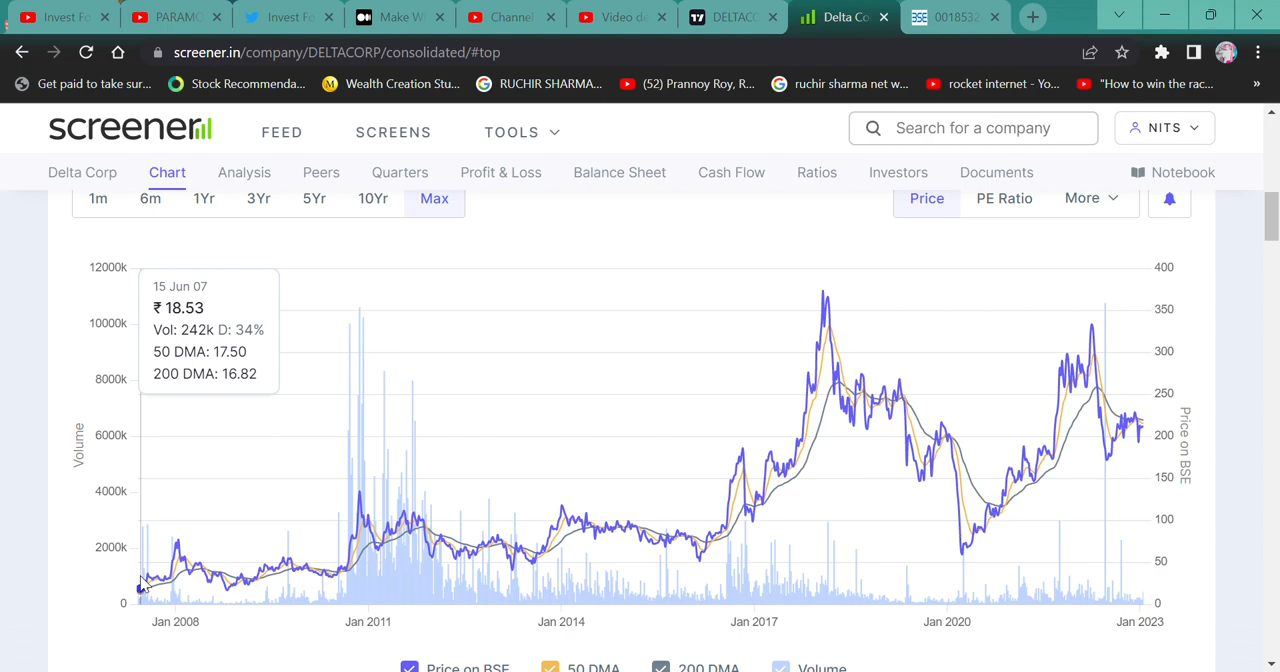 Invest Fo
PARAMO
Invest Fo
Make W
Channel
Video de
DELTACO
Delta Co
0018532
screener.in/company/DELTACORP/consolidated/#top
Get paid to take sur...
Stock Recommenda...
Wealth Creation Stu...
RUCHIR SHARMA...
(52) Prannoy Roy, R...
ruchir sharma net w...
rocket internet - Yo...
"How to win the rac...
»
screener
FEED
SCREENS
TOOLS
Search for a company
NITS
Delta Corp
Chart
Analysis
Peers
Quarters
Profit & Loss
Balance Sheet
Cash Flow
Ratios
Investors
Documents
Notebook
1m
6m
1Yr
3Yr
5Yr
10Yr
Max
Price
PE Ratio
More
12000k
10000k
8000k
6000k
4000k
2000k
0
Volume
15 Jun 07
₹ 18.53
Vol: 242k D: 34%
50 DMA: 17.50
200 DMA: 16.82
400
350
300
250
200
150
100
50
0
Price on BSE
Jan 2008
Jan 2011
Jan 2014
Jan 2017
Jan 2020
Jan 2023
Price on BSE
50 DMA
200 DMA
Volume